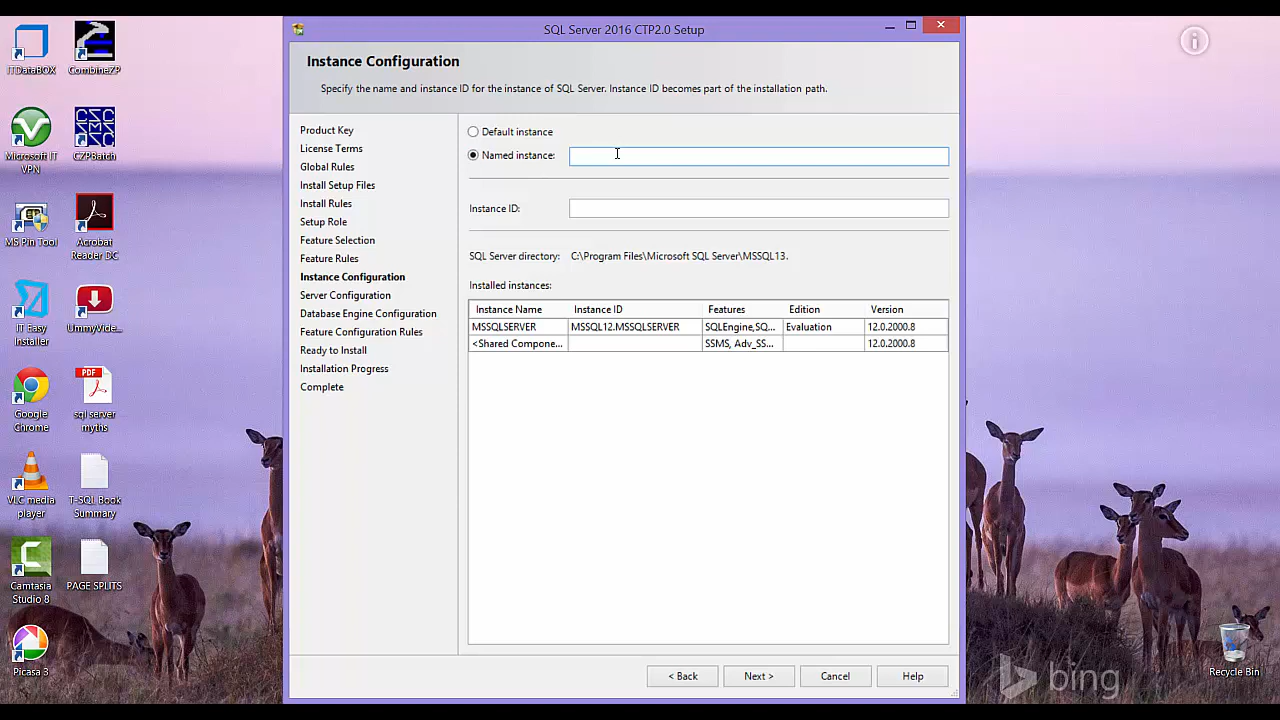 SQL Server 2016 CTP2.0 Setup
Instance Configuration
Specify the name and instance ID for the instance of SQL Server. Instance ID becomes part of the installation path.
Product Key
License Terms
Global Rules
Install Setup Files
Install Rules
Setup Role
Feature Selection
Feature Rules
Instance Configuration
Server Configuration
Database Engine Configuration
Feature Configuration Rules
Ready to Install
Installation Progress
Complete
Default instance
Named instance:
Instance ID:
SQL Server directory: C:\Program Files\Microsoft SQL Server\MSSQL13.
Installed instances:
Instance Name Instance ID Features Edition Version
MSSQLSERVER MSSQL12.MSSQLSERVER SQLEngine,SQ... Evaluation 12.0.2000.8
<Shared Compone... SSMS, Adv_SS... 12.0.2000.8
< Back Next > Cancel Help
ITDataBOX
CombineZP
Microsoft IT
VPN
CZPBatch
MS Pin Tool
Acrobat
Reader DC
IT Easy
Installer
UmmyVide...
Google
Chrome
PDF
sql server
myths
VLC media
player
T-SQL Book
Summary
Camtasia
Studio 8
PAGE SPLITS
Picasa 3
Recycle Bin
bing